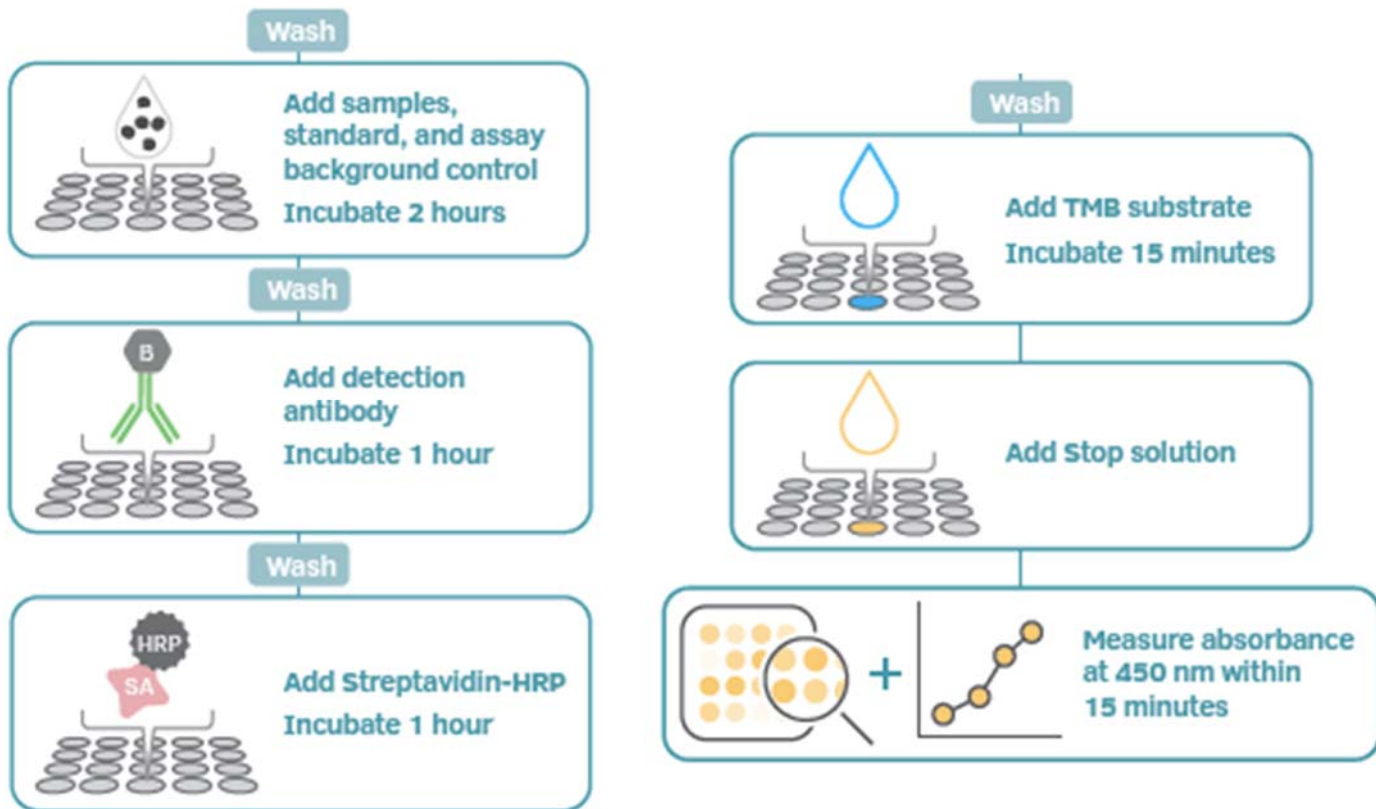 Wash
Add samples,
standard, and assay
background control
Incubate 2 hours
Wash
B
Add detection
antibody
Incubate 1 hour
Wash
HRP
SA
Add Streptavidin-HRP
Incubate 1 hour
Wash
Add TMB substrate
Incubate 15 minutes
Add Stop solution
+
Measure absorbance
at 450 nm within
15 minutes